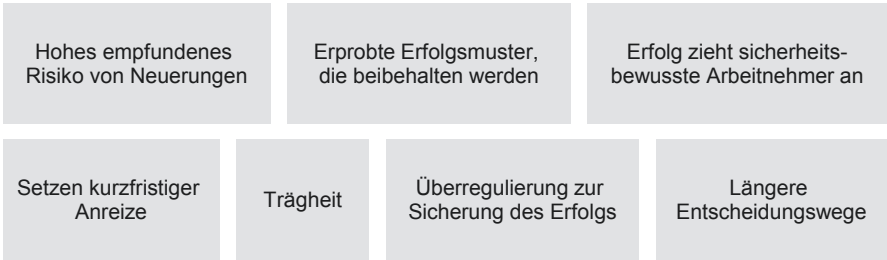 Hohes empfundenes
Risiko von Neuerungen
Erprobte Erfolgsmuster,
die beibehalten werden
Erfolg zieht sicherheits-
bewusste Arbeitnehmer an
Setzen kurzfristiger
Anreize
Trägheit
Überregulierung zur
Sicherung des Erfolgs
Längere
Entscheidungswege